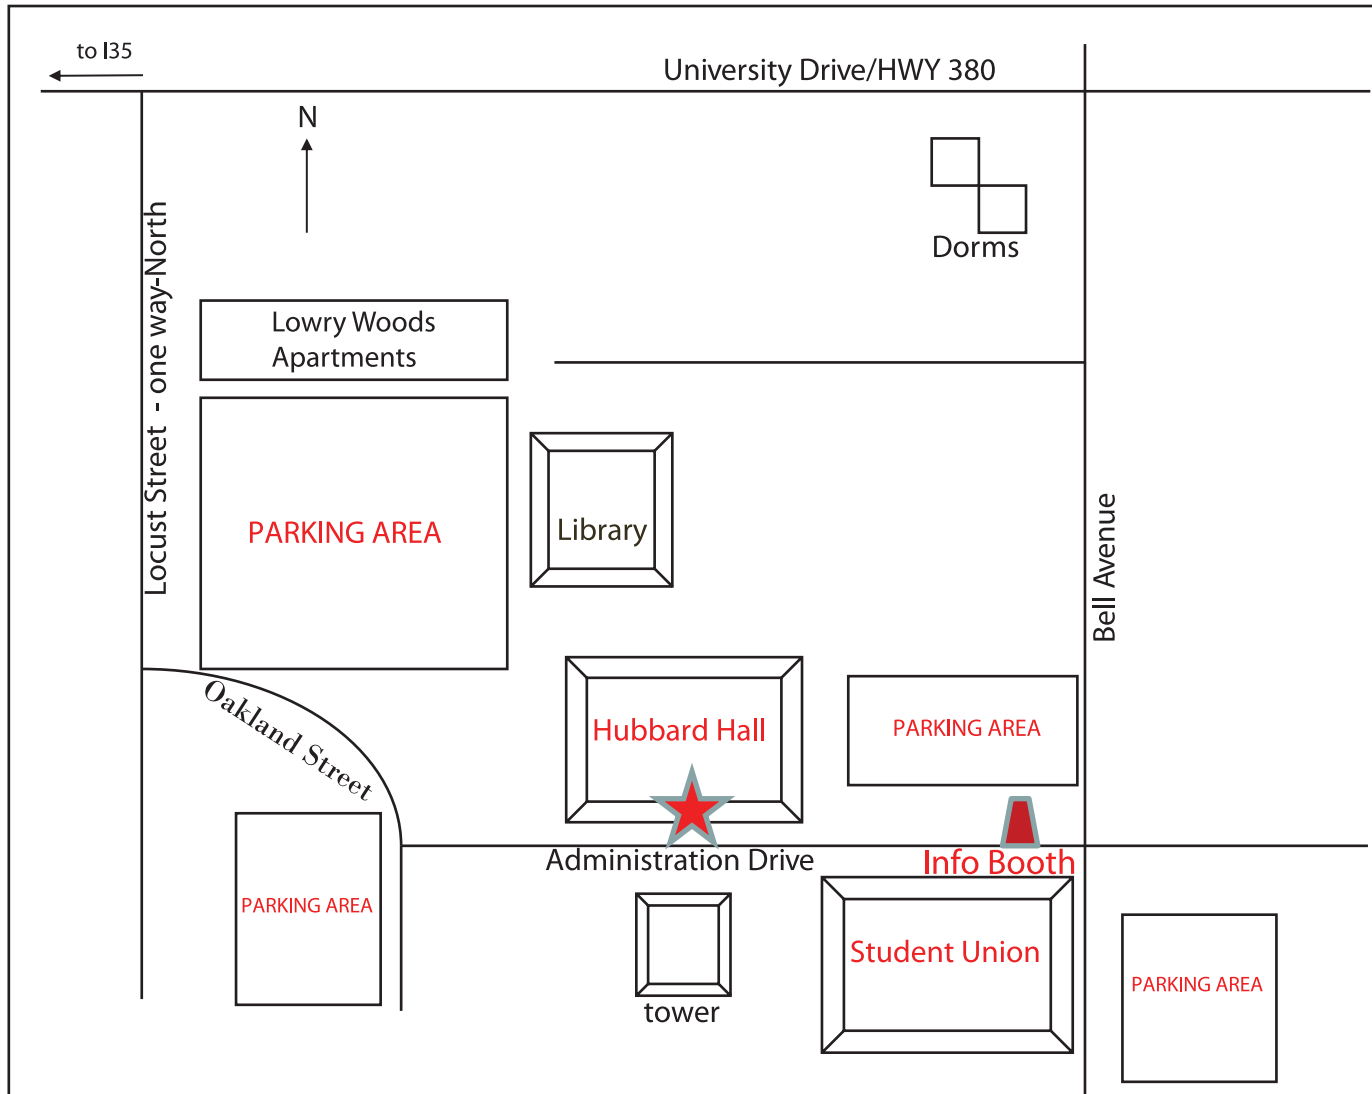 to I35
University Drive/HWY 380
N
Dorms
Locust Street - one way-North
Lowry Woods
Apartments
PARKING AREA
Library
Bell Avenue
Oakland Street
Hubbard Hall
PARKING AREA
Administration Drive
Info Booth
PARKING AREA
Student Union
PARKING AREA
tower